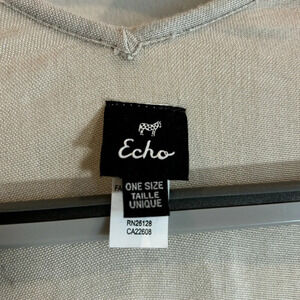 Echo
ONE SIZE
TAILLE
UNIQUE
RN26128
CA22608